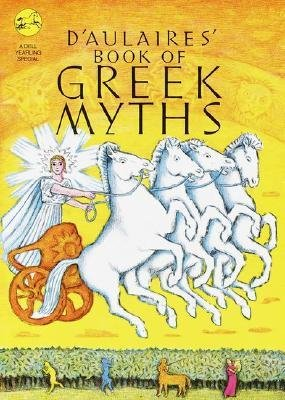 A DELL
YEARLING
SPECIAL
D'AULAIRES'
BOOK OF
GREEK
MYTHS